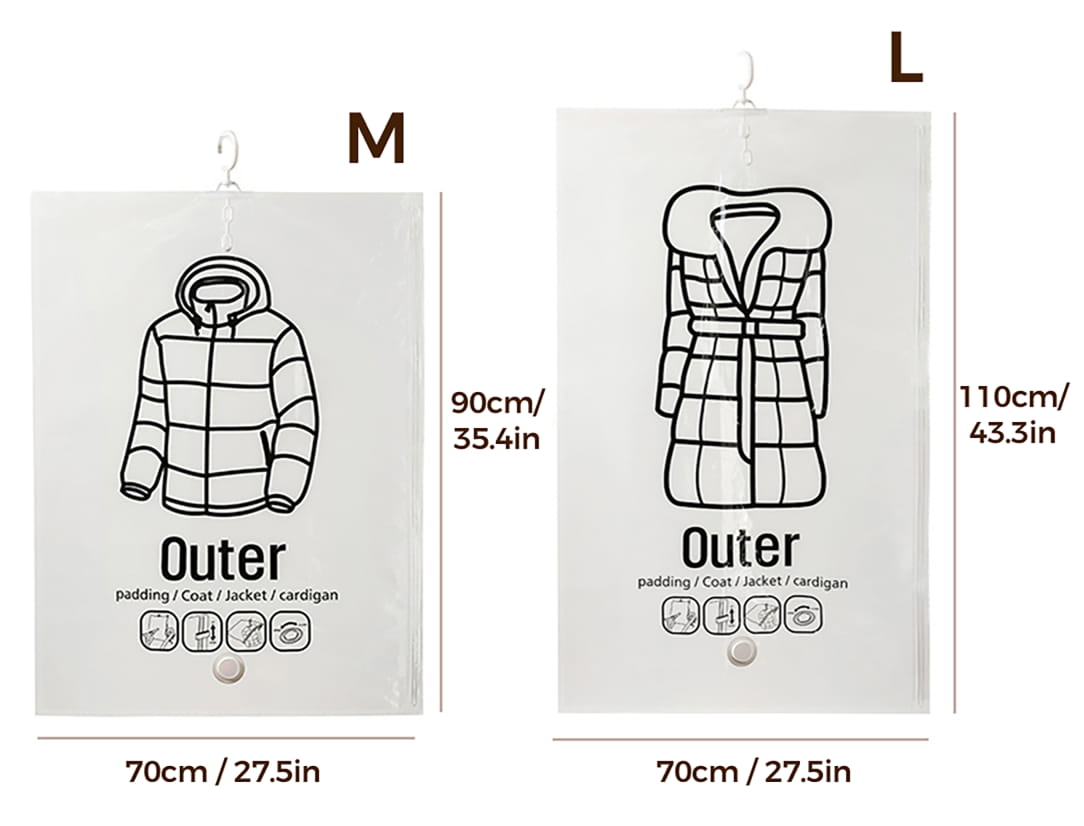 M
L
90cm/
35.4in
Outer
padding / Coat / Jacket / cardigan
70cm / 27.5in
110cm/
43.3in
Outer
padding / Coat / Jacket / cardigan
70cm / 27.5in